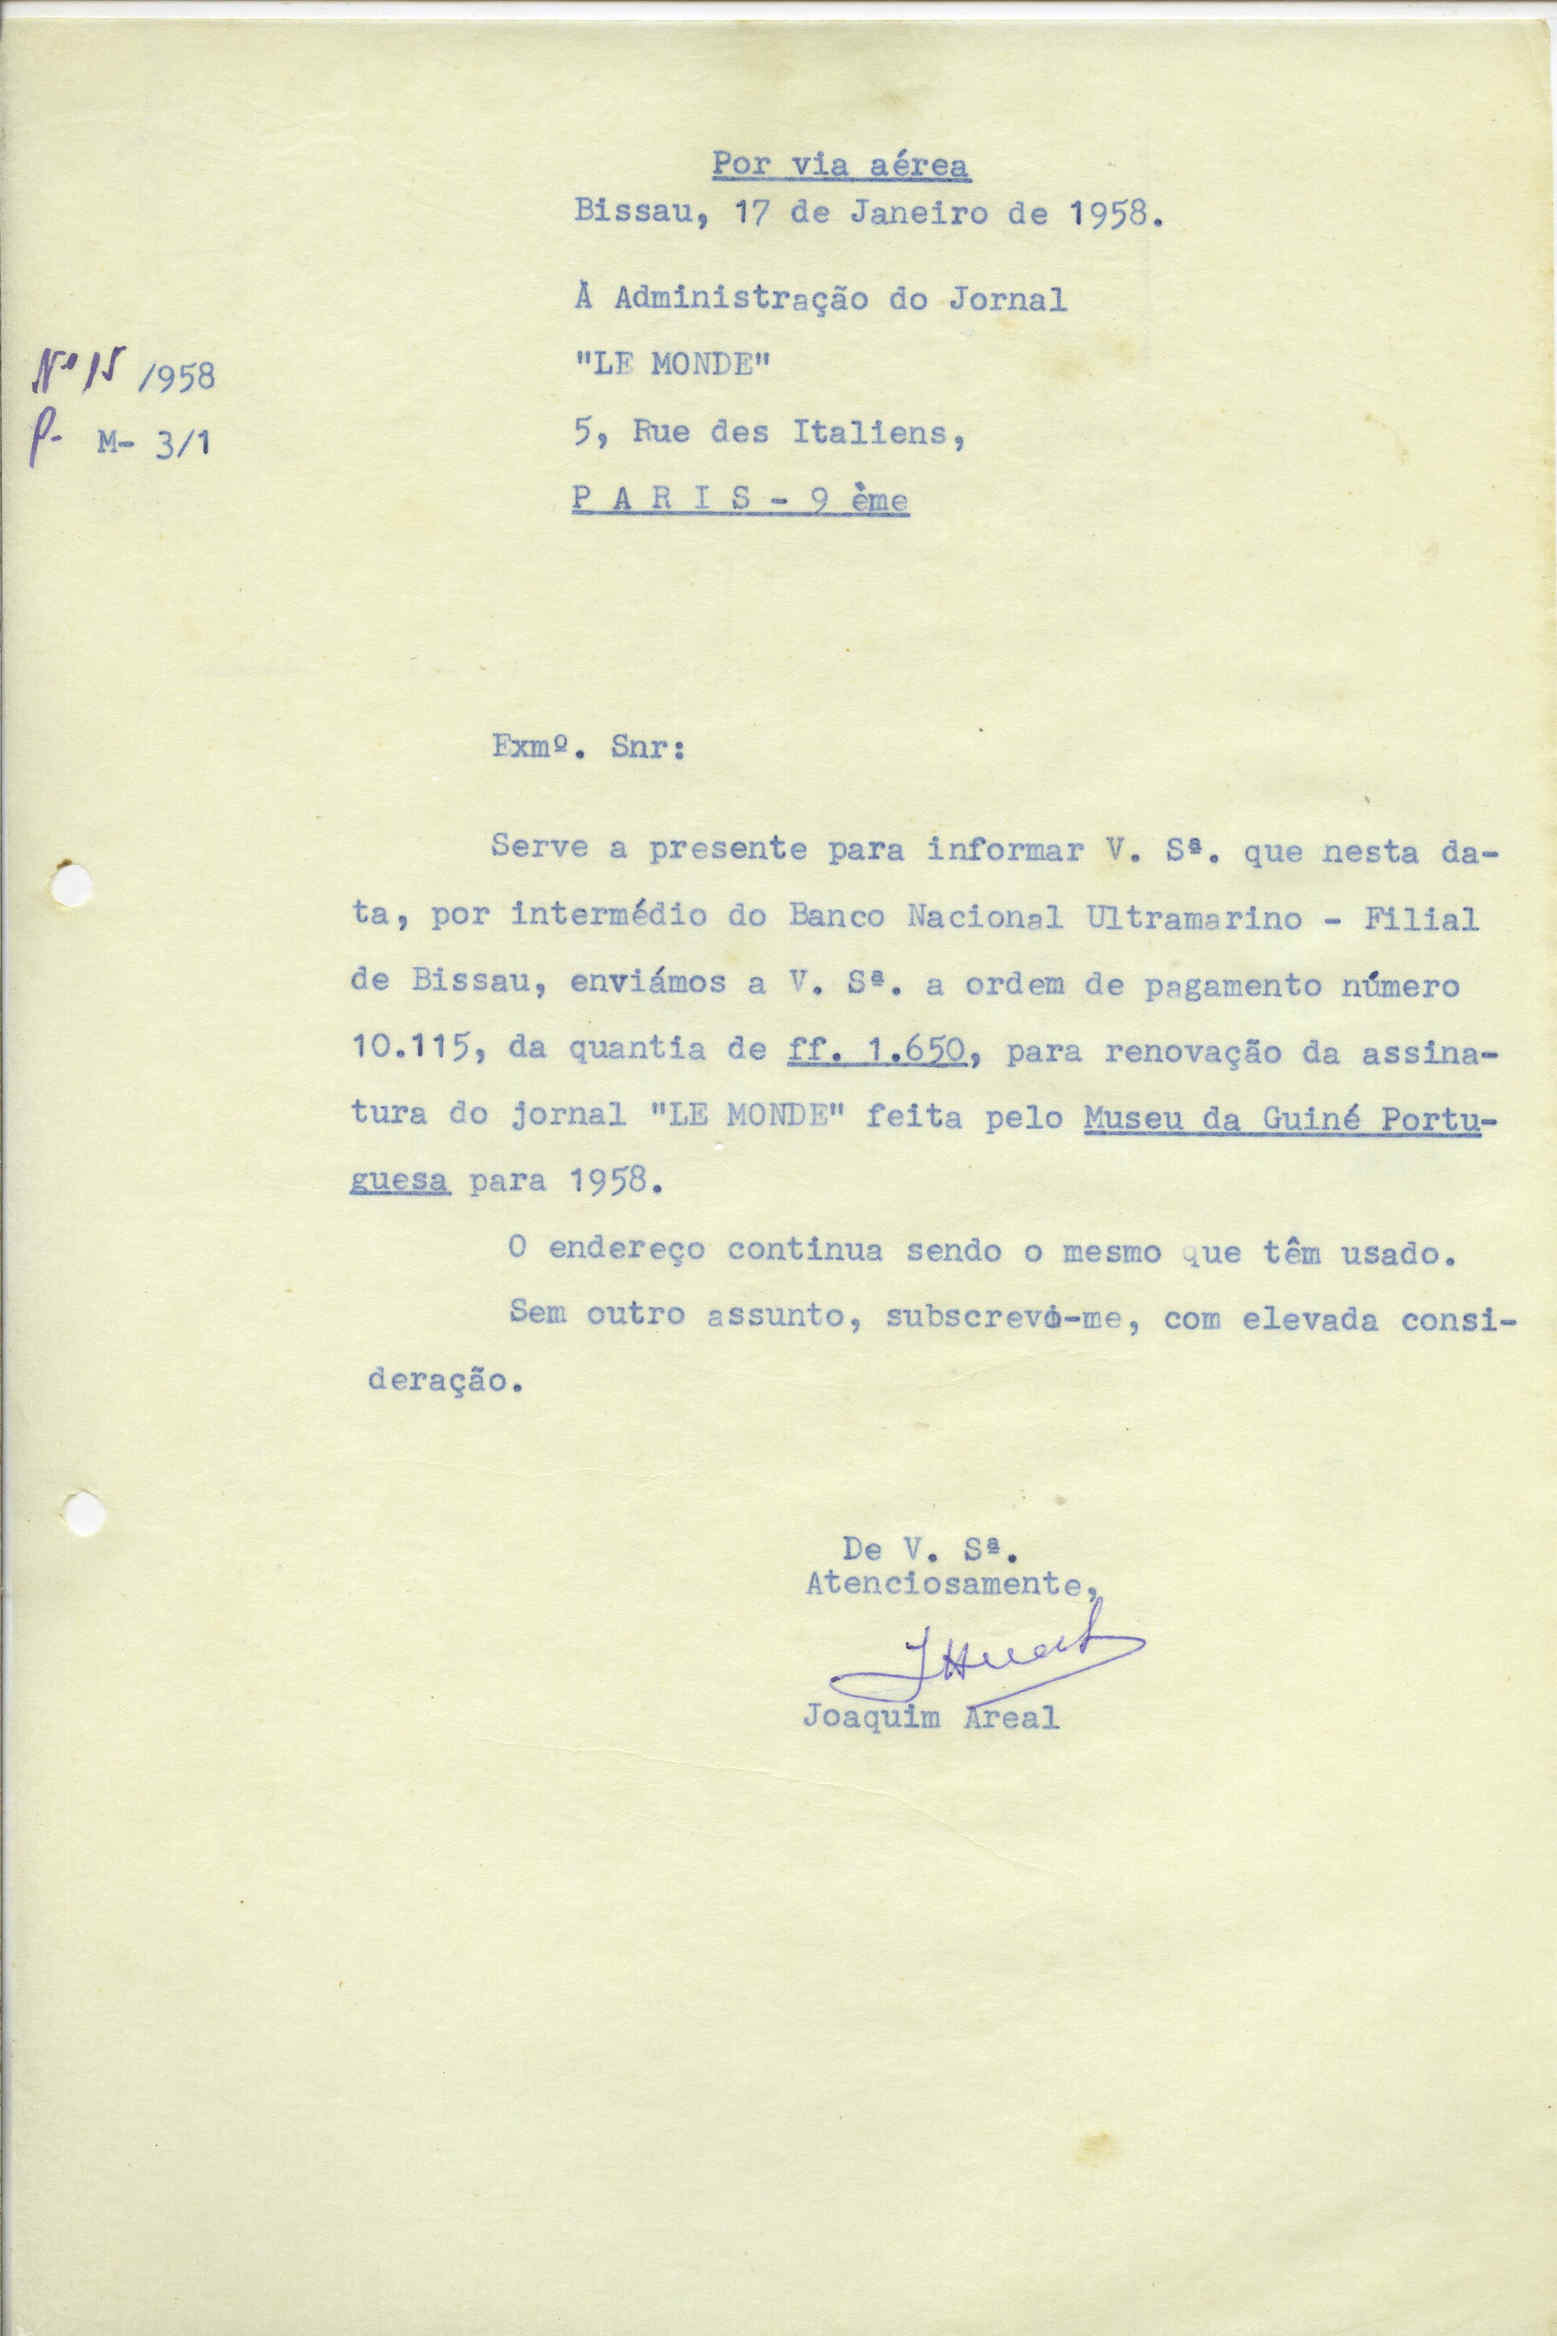 Por via aérea
Bissau, 17 de Janeiro de 1958.
À Administração do Jornal
"LE MONDE"
Nº 15 /958
P- M- 3/1
5, Rue des Italiens,
P A R I S - 9 ème
Exmº. Snr:
Serve a presente para informar V. Sª. que nesta da-
ta, por intermédio do Banco Nacional Ultramarino - Filial
de Bissau, enviámos a V. Sª. a ordem de pagamento número
10.115, da quantia de ff. 1.650, para renovação da assina-
tura do jornal "LE MONDE" feita pelo Museu da Guiné Portu-
guesa para 1958.
O endereço continua sendo o mesmo que têm usado.
Sem outro assunto, subscrevo-me, com elevada consi-
deração.
De V. Sª.
Atenciosamente,
Joaquim Areal